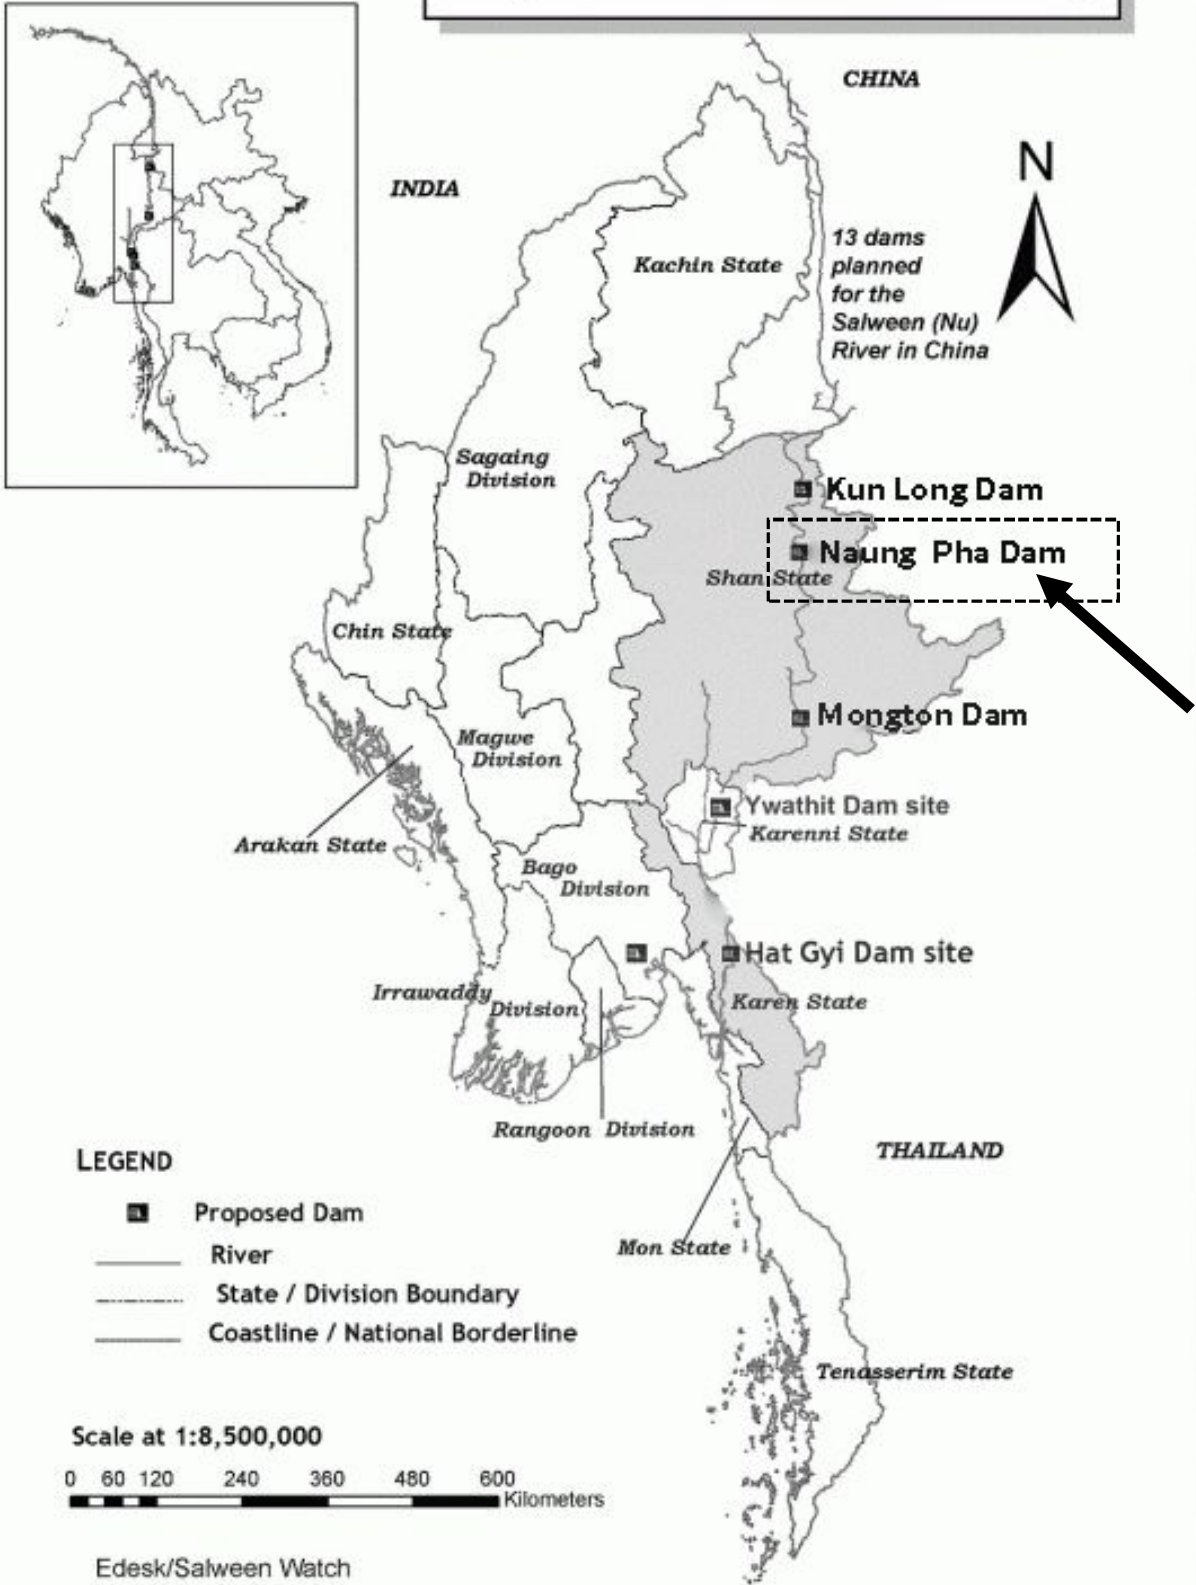 CHINA
N
INDIA
13 dams
planned
for the
Salween (Nu)
River in China
Kachin State
Sagaing
Division
Kun Long Dam
Naung Pha Dam
Shan State
Chin State
Mongton Dam
Magwe
Division
Ywathit Dam site
Karenni State
Arakan State
Bago
Division
Hat Gyi Dam site
Irrawaddy
Division
Karen State
Rangoon Division
THAILAND
LEGEND
Proposed Dam
River
State / Division Boundary
Coastline / National Borderline
Mon State
Tenasserim State
Scale at 1:8,500,000
0 60 120 240 360 480 600
Kilometers
Edesk/Salween Watch